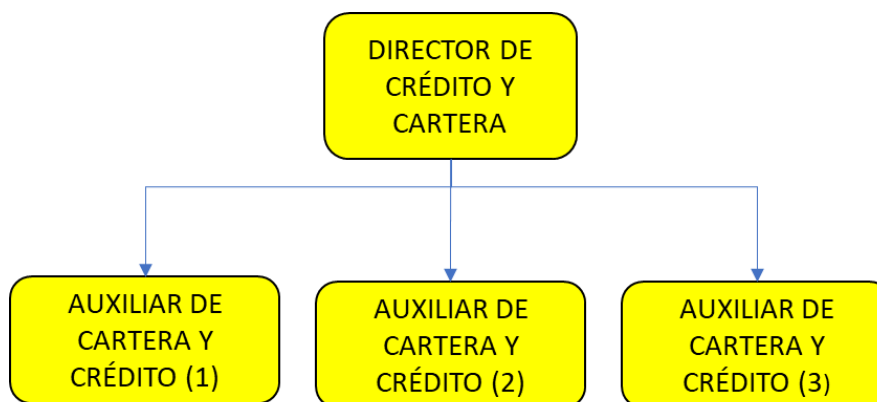 DIRECTOR DE
CRÉDITO Y
CARTERA
AUXILIAR DE
CARTERA Y
CRÉDITO (1)
AUXILIAR DE
CARTERA Y
CRÉDITO (2)
AUXILIAR DE
CARTERA Y
CRÉDITO (3)